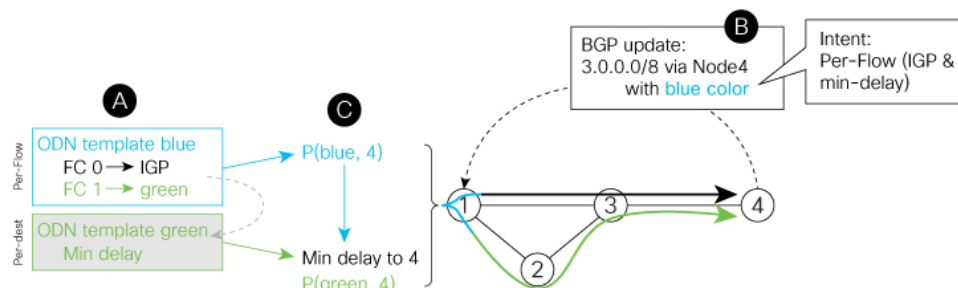 A
Per-Flow
ODN template blue
FC 0 → IGP
FC 1 → green
Per-dest
ODN template green
Min delay
C
P(blue, 4)
Min delay to 4
P(green, 4)
B
BGP update:
3.0.0.0/8 via Node4
with blue color
Intent:
Per-Flow (IGP &
min-delay)
1
3
4
2